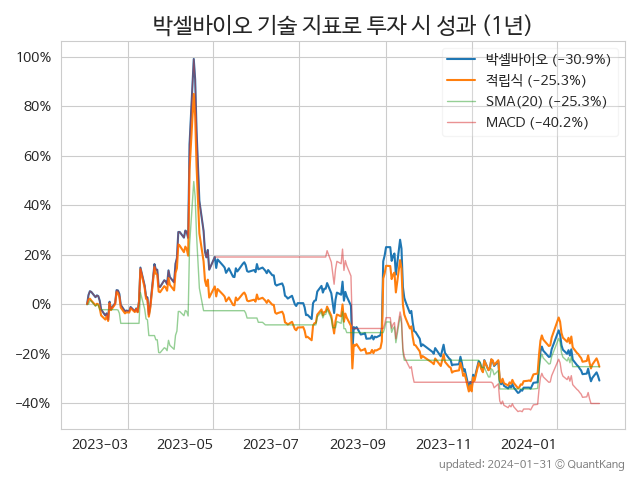 박셀바이오 기술 지표로 투자 시 성과 (1년)
박셀바이오 (−30.9%)
적립식 (−25.3%)
SMA(20) (−25.3%)
MACD (−40.2%)
100%
80%
60%
40%
20%
0%
−20%
−40%
2023-03 2023-05 2023-07 2023-09 2023-11 2024-01
updated: 2024-01-31 © QuantKang